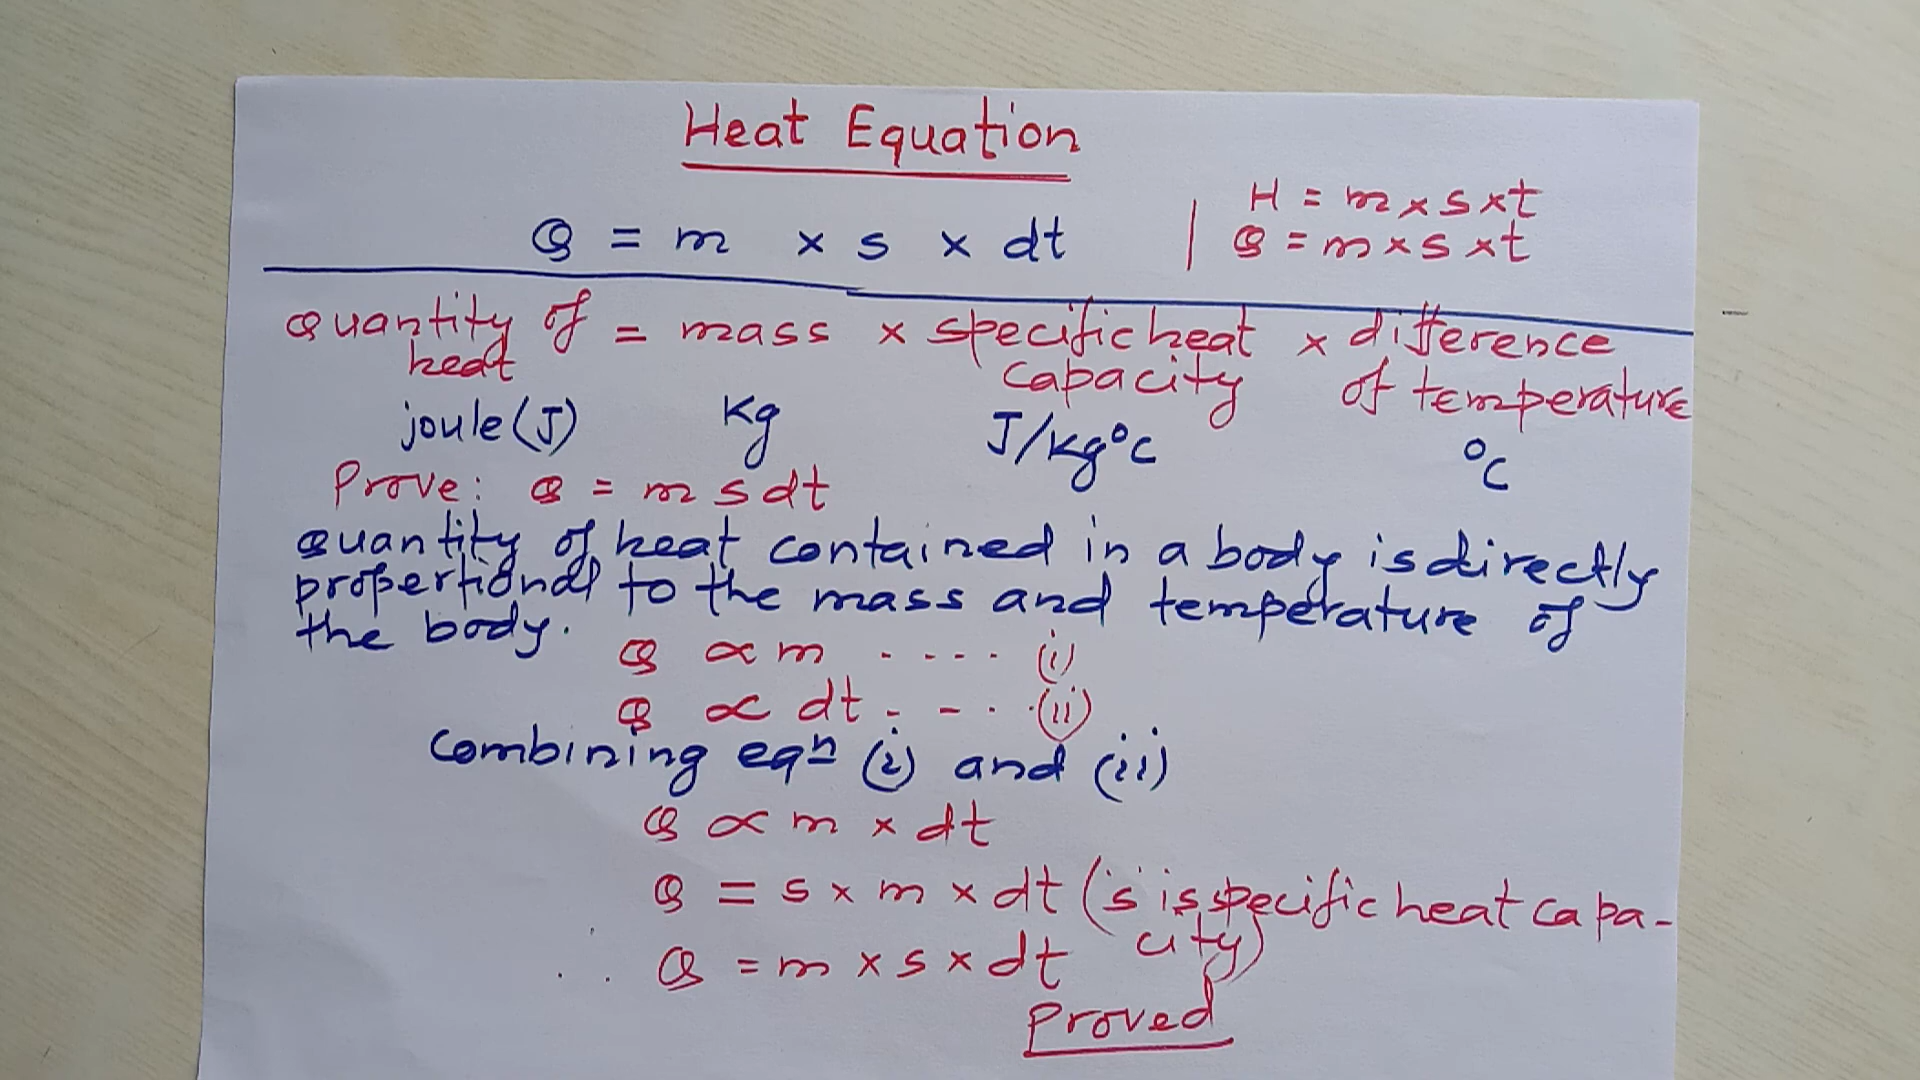 Heat Equation
H = m × s × t
Q = m × s × dt | Q = m × s × t
Quantity of = mass × specific heat × difference
heat capacity of temperature
joule (J) Kg J/kg°C °C
Prove: Q = m s dt
Quantity of heat contained in a body is directly
propertional to the mass and temperature of
the body.
Q ∝ m - - - - (i)
Q ∝ dt - - - - (ii)
Combining eqn (i) and (ii)
Q ∝ m × dt
Q = s × m × dt ('s' is specific heat capa-
city)
∴ Q = m × s × dt
Proved